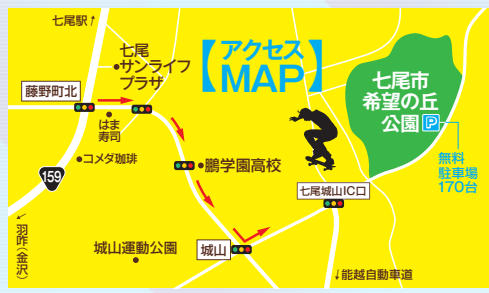 七尾駅↑
七尾
サンライフ
プラザ
【アクセス
MAP】
藤野町北
はま
寿司
コメダ珈琲
159
鵬学園高校
七尾市
希望の丘
公園 P
無料
駐車場
170台
七尾城山IC口
城山運動公園
城山
↓能越自動車道
←羽咋(金沢)